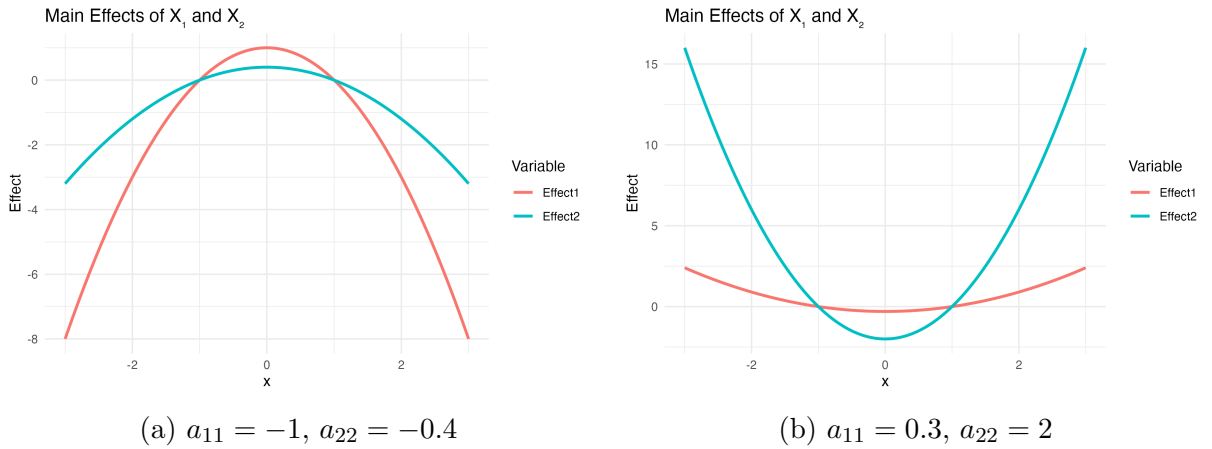 Main Effects of X₁ and X₂
0
-2
-4
-6
-8
Effect
-2
0
2
x
Variable
Effect1
Effect2
(a) a₁₁ = −1, a₂₂ = −0.4
Main Effects of X₁ and X₂
15
10
5
0
Effect
-2
0
2
x
Variable
Effect1
Effect2
(b) a₁₁ = 0.3, a₂₂ = 2